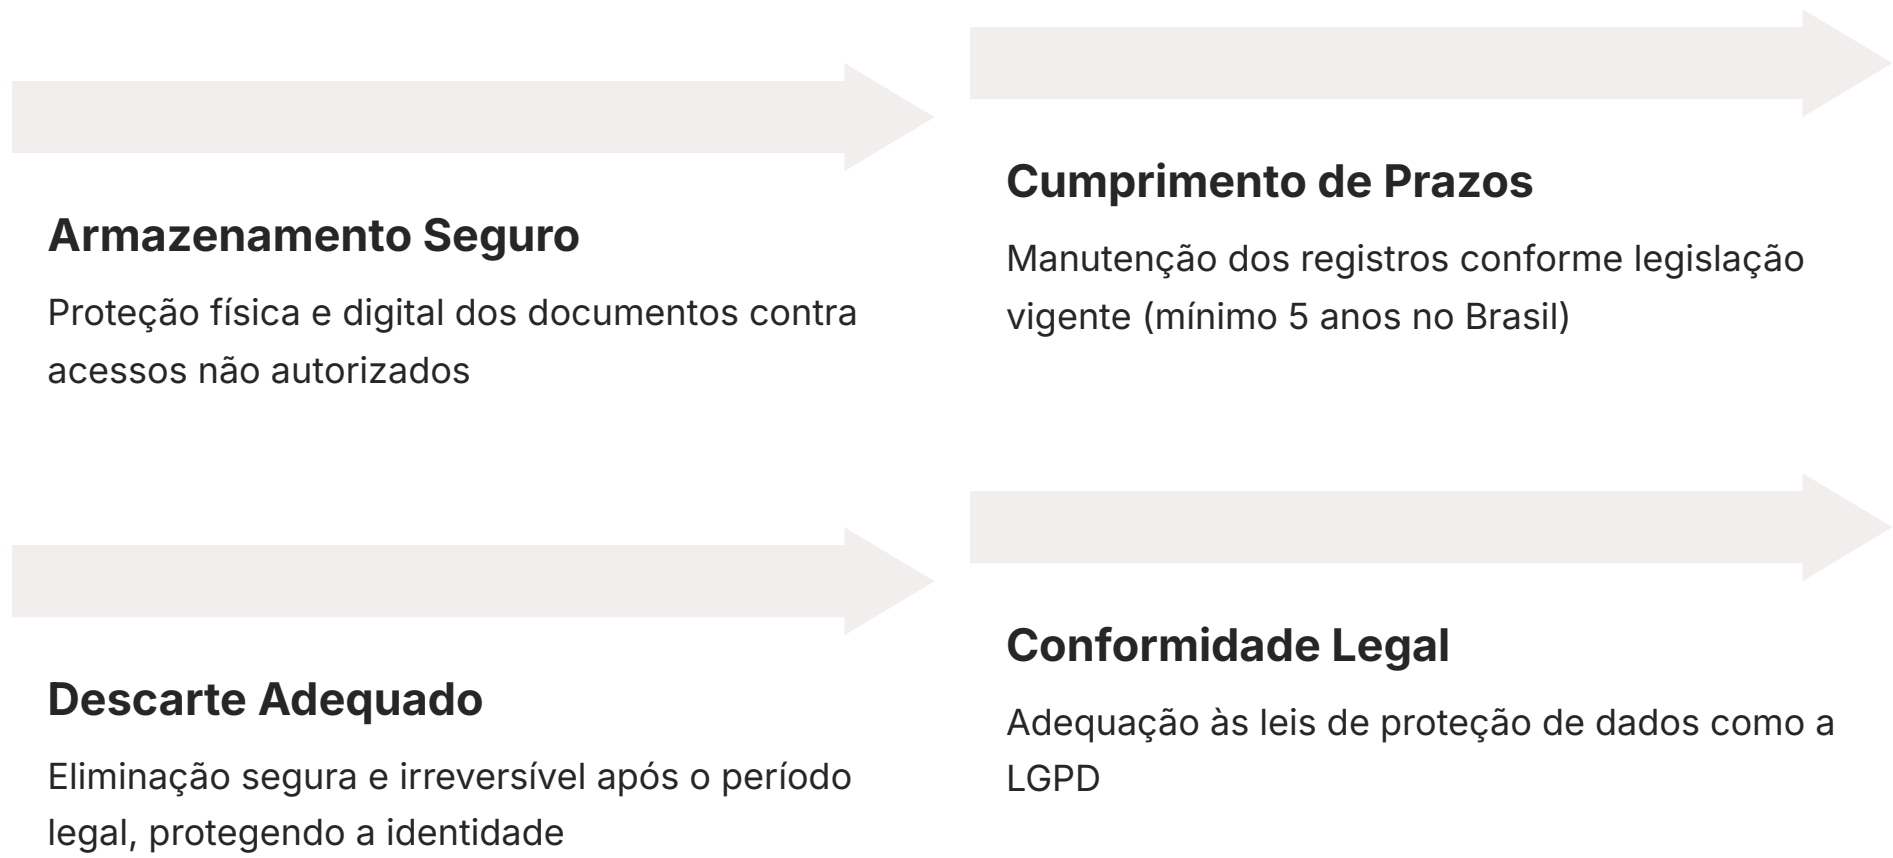 Armazenamento Seguro
Proteção física e digital dos documentos contra
acessos não autorizados
Cumprimento de Prazos
Manutenção dos registros conforme legislação
vigente (mínimo 5 anos no Brasil)
Descarte Adequado
Eliminação segura e irreversível após o período
legal, protegendo a identidade
Conformidade Legal
Adequação às leis de proteção de dados como a
LGPD